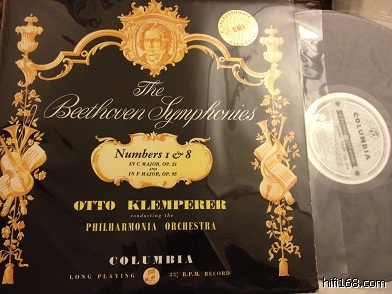 EMI
The
Beethoven Symphonies
Numbers 1 & 8
IN C MAJOR, OP. 21
AND
IN F MAJOR, OP. 93
OTTO KLEMPERER
conducting the
PHILHARMONIA ORCHESTRA
COLUMBIA
LONG PLAYING 33⅓ R.P.M. RECORD
COLUMBIA
hifi168.com